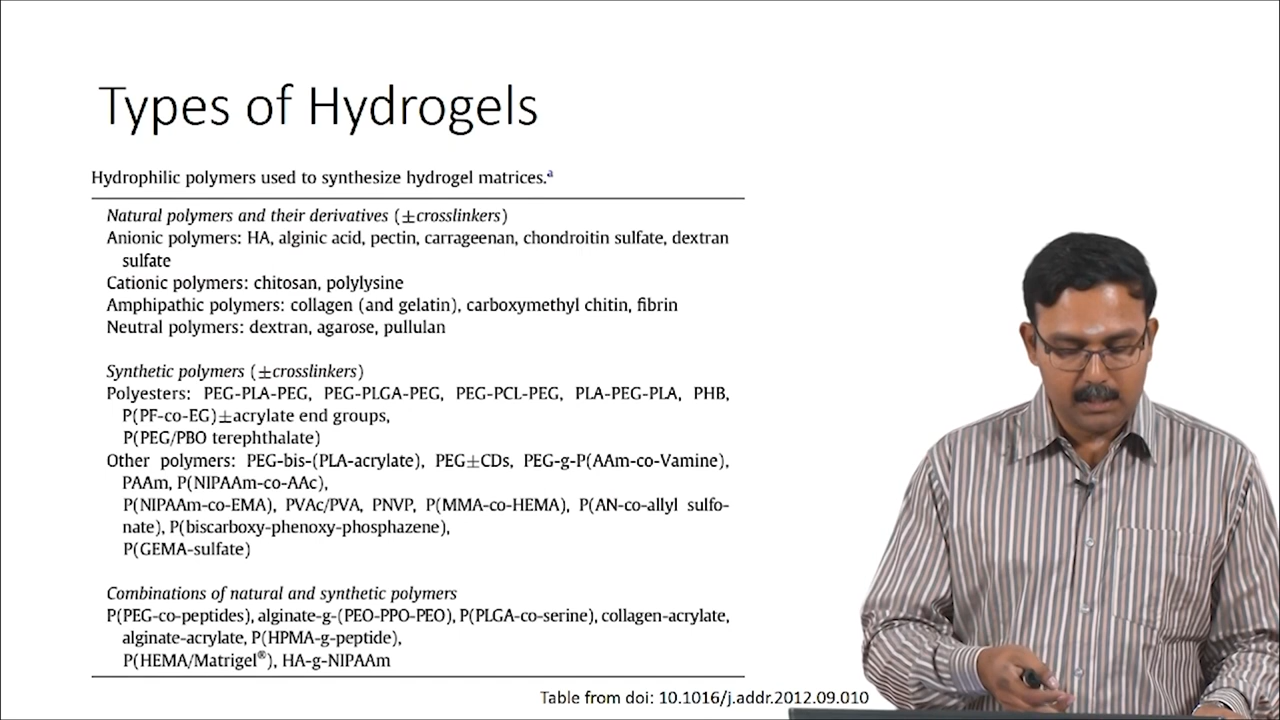 Types of Hydrogels
Hydrophilic polymers used to synthesize hydrogel matrices.a
Natural polymers and their derivatives (±crosslinkers)
Anionic polymers: HA, alginic acid, pectin, carrageenan, chondroitin sulfate, dextran
sulfate
Cationic polymers: chitosan, polylysine
Amphipathic polymers: collagen (and gelatin), carboxymethyl chitin, fibrin
Neutral polymers: dextran, agarose, pullulan
Synthetic polymers (±crosslinkers)
Polyesters: PEG-PLA-PEG, PEG-PLGA-PEG, PEG-PCL-PEG, PLA-PEG-PLA, PHB,
P(PF-co-EG)±acrylate end groups,
P(PEG/PBO terephthalate)
Other polymers: PEG-bis-(PLA-acrylate), PEG±CDs, PEG-g-P(AAm-co-Vamine),
PAAm, P(NIPAAm-co-AAc),
P(NIPAAm-co-EMA), PVAc/PVA, PNVP, P(MMA-co-HEMA), P(AN-co-allyl sulfo-
nate), P(biscarboxy-phenoxy-phosphazene),
P(GEMA-sulfate)
Combinations of natural and synthetic polymers
P(PEG-co-peptides), alginate-g-(PEO-PPO-PEO), P(PLGA-co-serine), collagen-acrylate,
alginate-acrylate, P(HPMA-g-peptide),
P(HEMA/Matrigel®), HA-g-NIPAAm
Table from doi: 10.1016/j.addr.2012.09.010